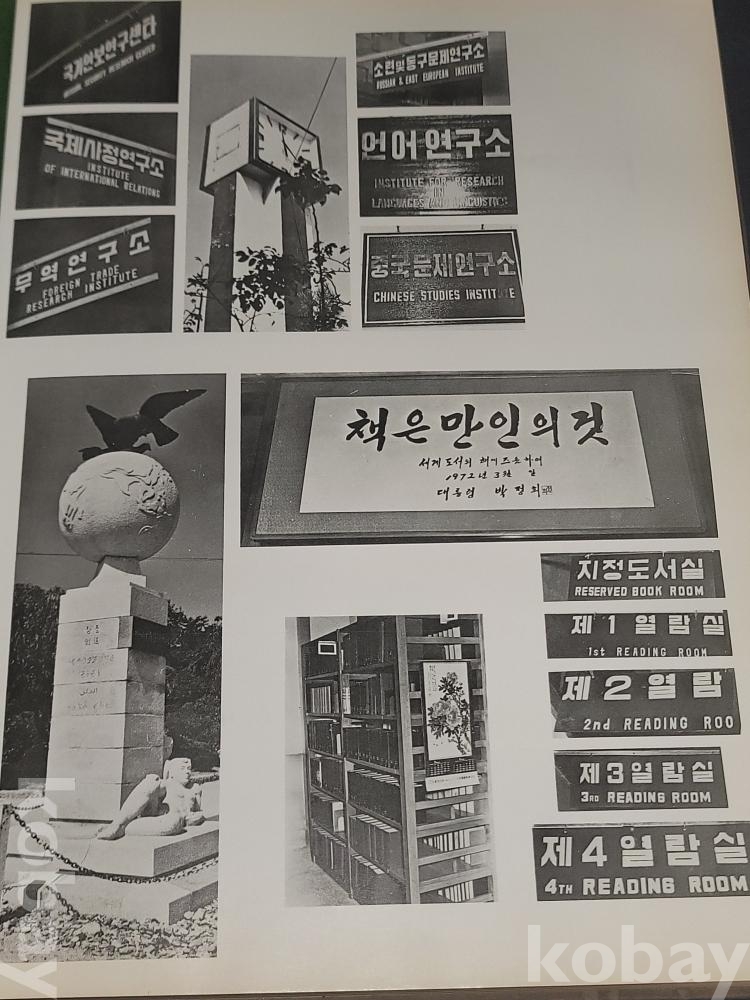 국가안보연구센타
NATIONAL SECURITY RESEARCH CENTER
국제사정연구소
INSTITUTE
OF INTERNATIONAL RELATIONS
무역연구소
FOREIGN TRADE
RESEARCH INSTITUTE
소련및동구문제연구소
RUSSIAN & EAST EUROPEAN INSTITUTE
언어연구소
INSTITUTE FOR RESEARCH
IN
LANGUAGES AND LINGUISTICS
중국문제연구소
CHINESE STUDIES INSTITUTE
책은만인의것
세계도서의 해에즈음하여
1972년 3월 일
대통령 박정희
지정도서실
RESERVED BOOK ROOM
제1열람실
1st READING ROOM
제2열람
2nd READING ROO
제3열람실
3RD READING ROOM
제4열람실
4TH READING ROOM
kobay
kobay